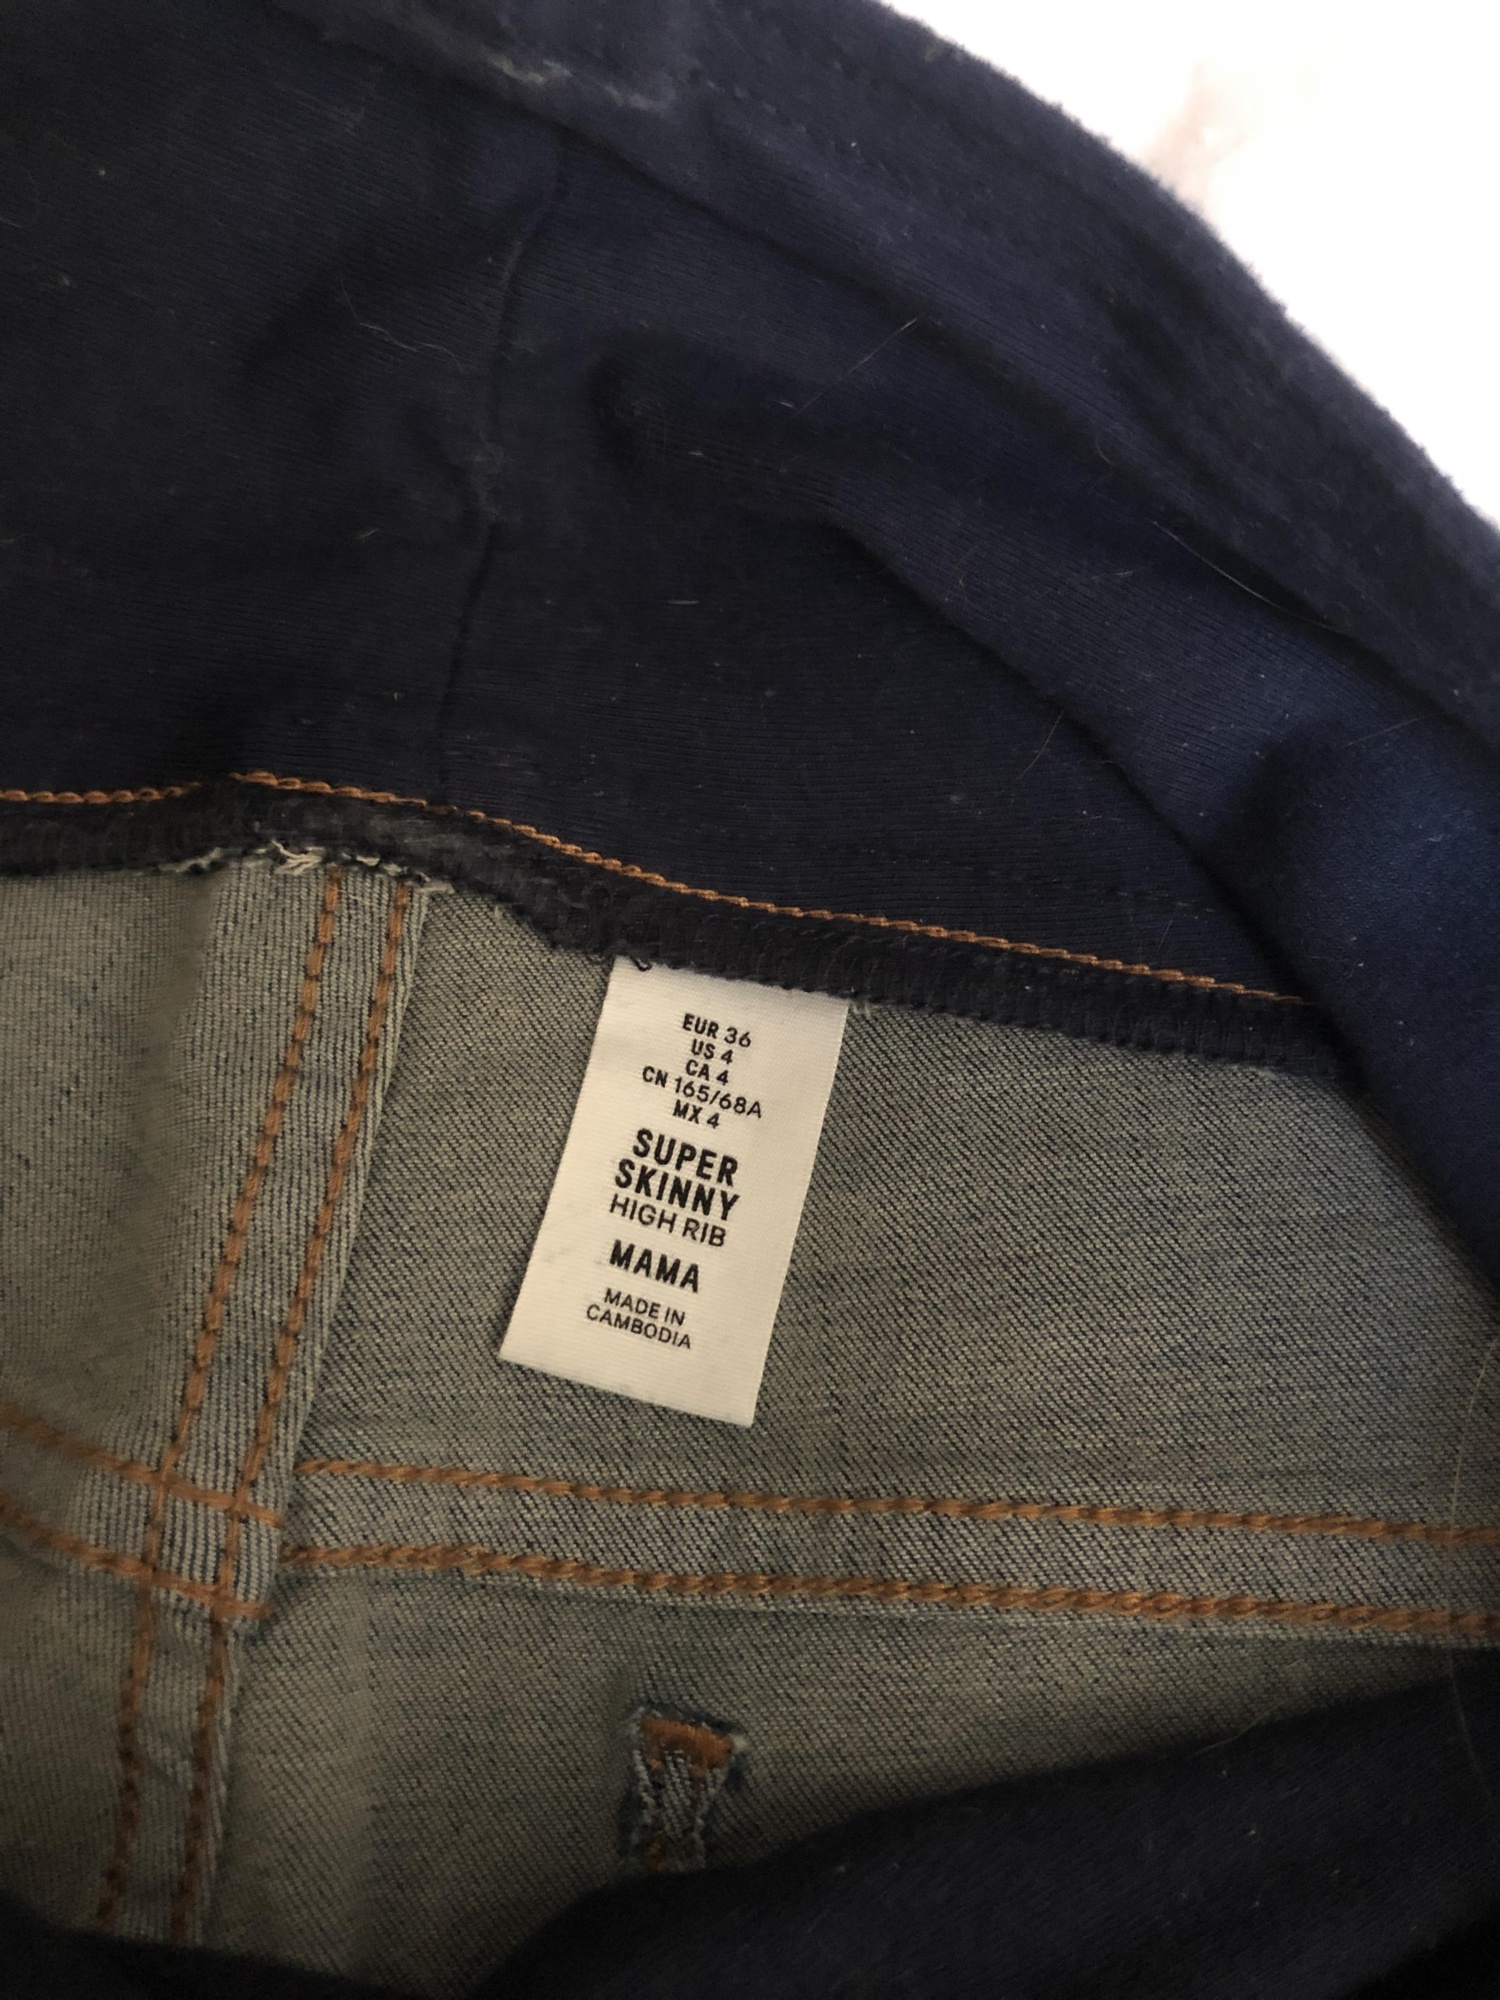 EUR 36
US 4
CA 4
CN 165/68A
MX 4
SUPER
SKINNY
HIGH RIB
MAMA
MADE IN
CAMBODIA